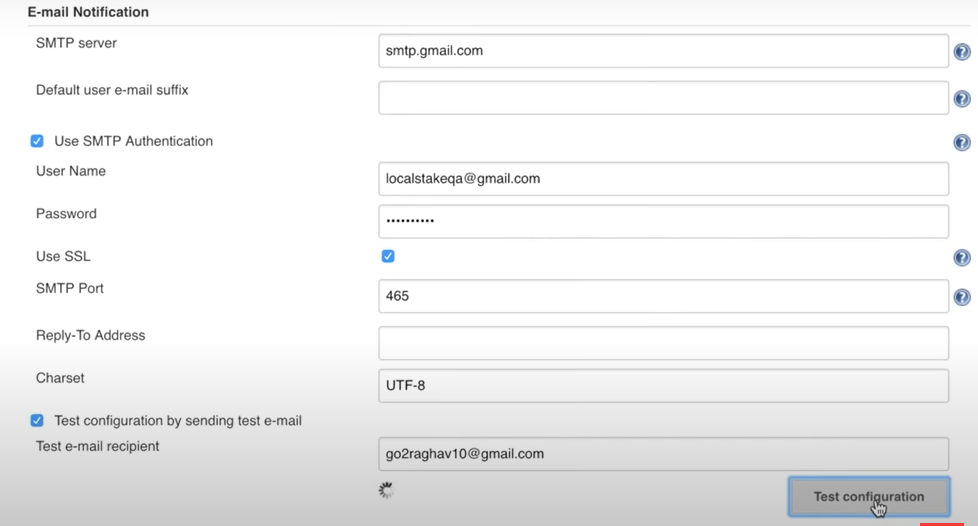 E-mail Notification
SMTP server
smtp.gmail.com
Default user e-mail suffix
Use SMTP Authentication
User Name
localstakeqa@gmail.com
Password
••••••••••
Use SSL
SMTP Port
465
Reply-To Address
Charset
UTF-8
Test configuration by sending test e-mail
Test e-mail recipient
go2raghav10@gmail.com
Test configuration